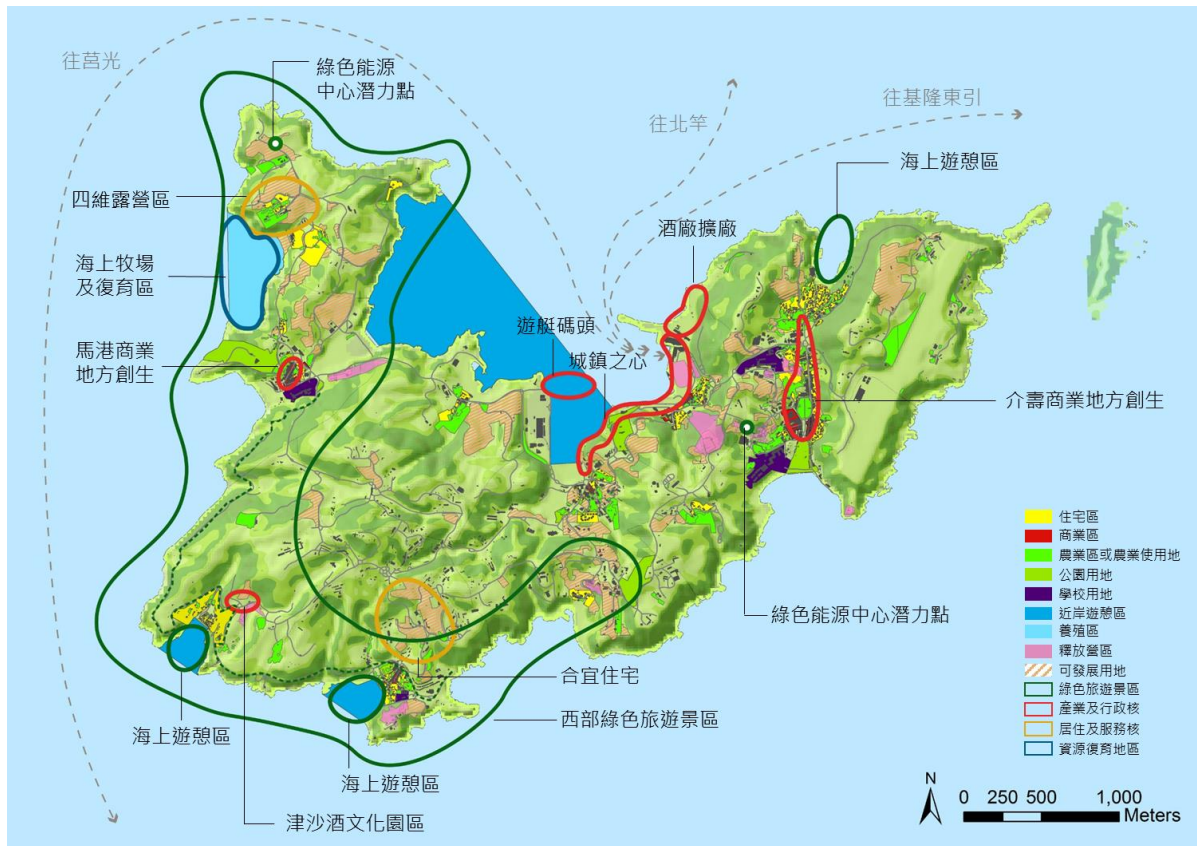 往莒光
綠色能源
中心潛力點
往北竿
往基隆東引
海上遊憩區
四維露營區
酒廠擴廠
海上牧場
及復育區
遊艇碼頭
城鎮之心
馬港商業
地方創生
介壽商業地方創生
綠色能源中心潛力點
合宜住宅
西部綠色旅遊景區
海上遊憩區
海上遊憩區
津沙酒文化園區
住宅區
商業區
農業區或農業使用地
公園用地
學校用地
近岸遊憩區
養殖區
釋放營區
可發展用地
綠色旅遊景區
產業及行政核
居住及服務核
資源復育地區
N
0 250 500 1,000
Meters